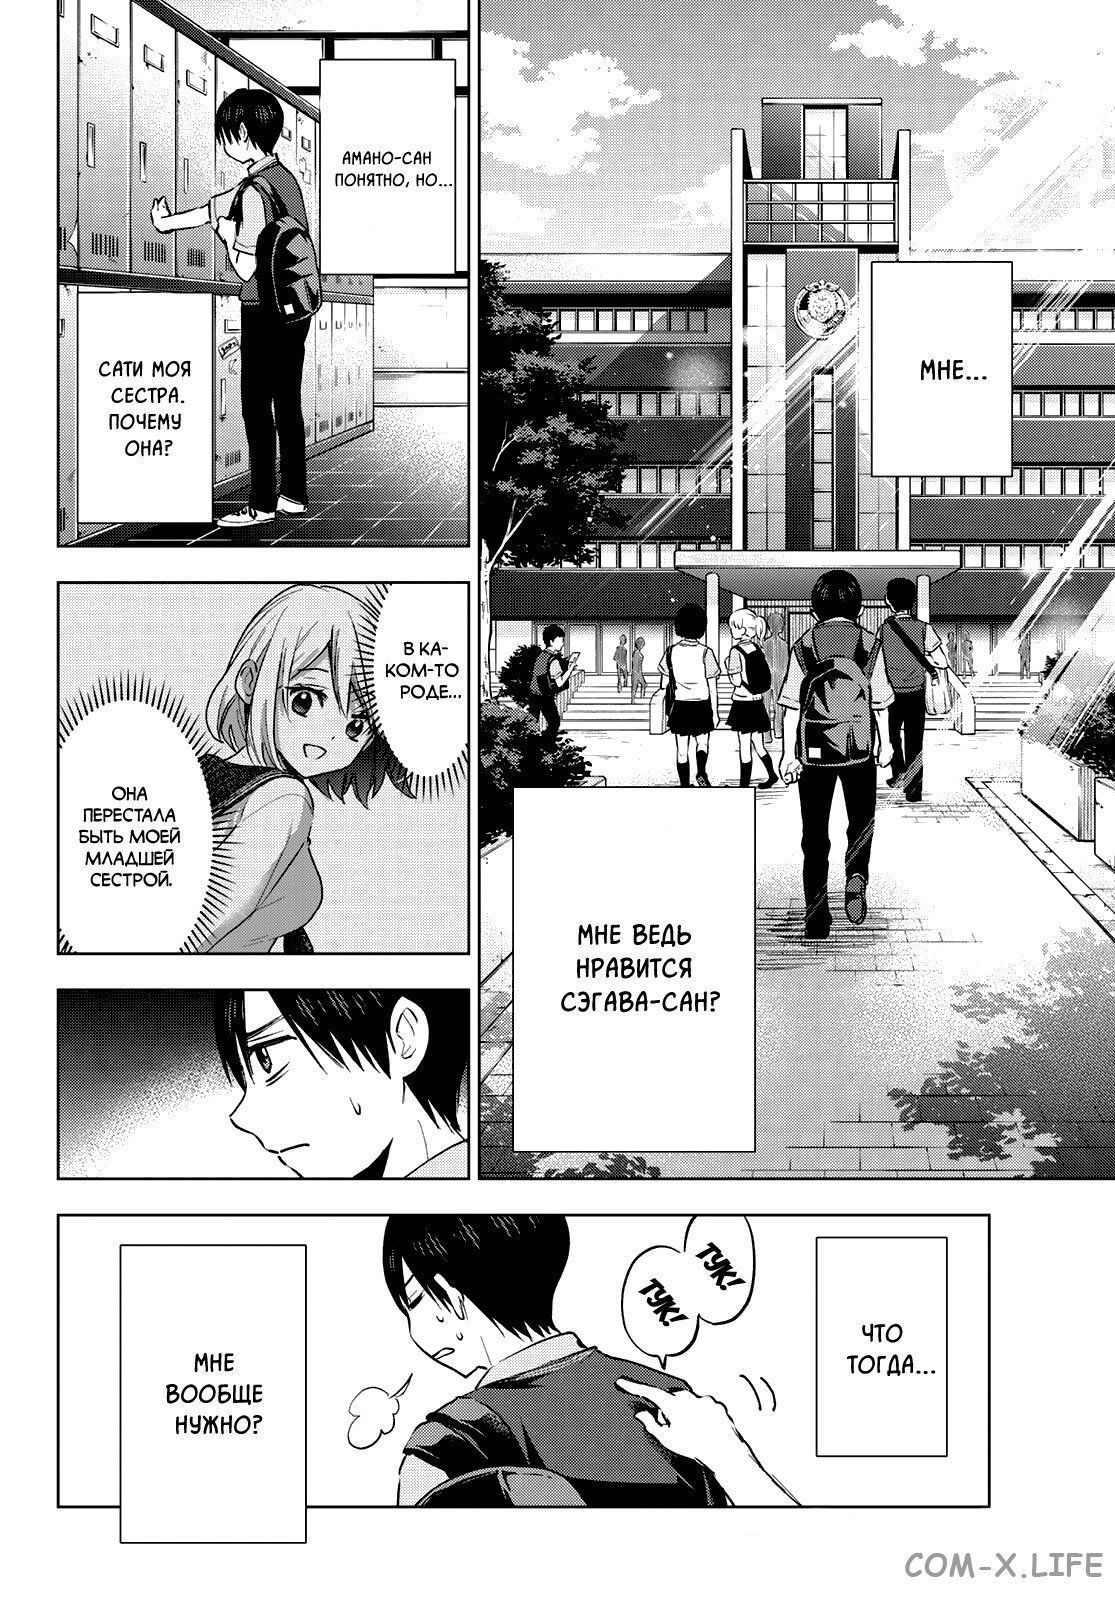 МНЕ...
МНЕ ВЕДЬ
НРАВИТСЯ
СЭГАВА-САН?
АМАНО-САН
ПОНЯТНО, НО...
САТИ МОЯ
СЕСТРА.
ПОЧЕМУ
ОНА?
В КА-
КОМ-ТО
РОДЕ...
ОНА
ПЕРЕСТАЛА
БЫТЬ МОЕЙ
МЛАДШЕЙ
СЕСТРОЙ.
ЧТО
ТОГДА...
ТУК!
ТУК!
МНЕ
ВООБЩЕ
НУЖНО?
COM-X.LIFE